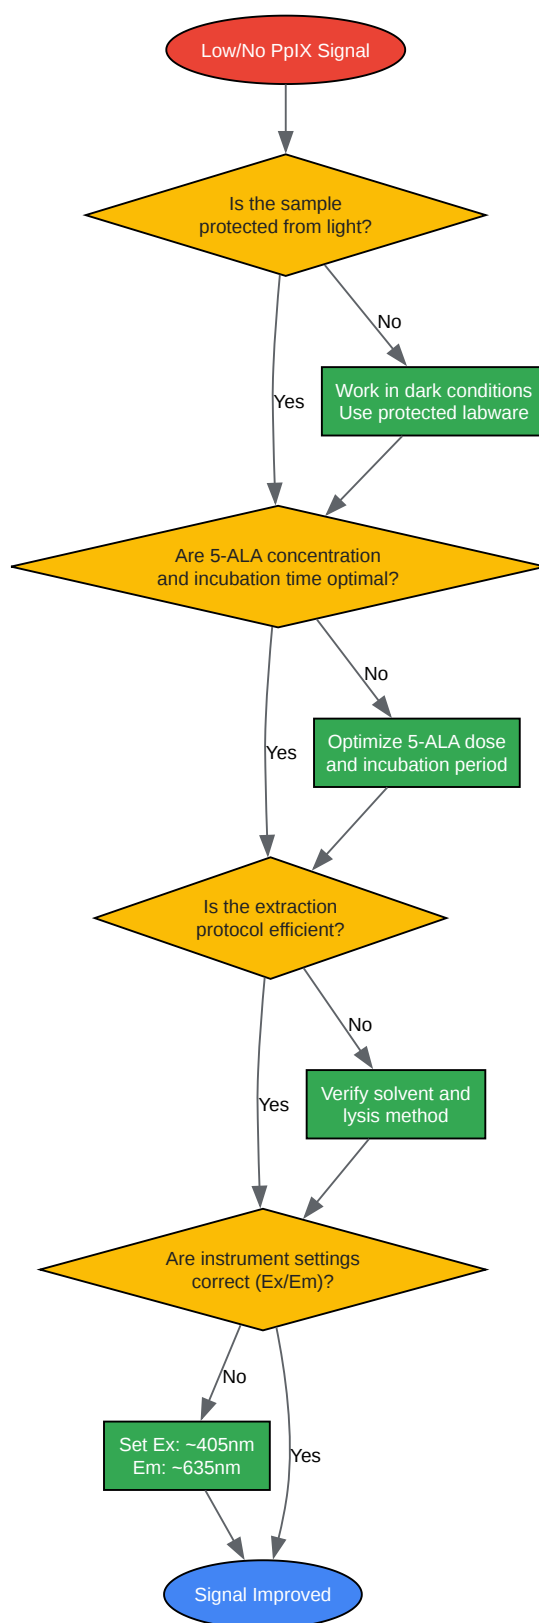 Low/No PpIX Signal
Is the sample
protected from light?
No
Work in dark conditions
Use protected labware
Yes
Are 5-ALA concentration
and incubation time optimal?
No
Optimize 5-ALA dose
and incubation period
Yes
Is the extraction
protocol efficient?
No
Verify solvent and
lysis method
Yes
Are instrument settings
correct (Ex/Em)?
No
Set Ex: ~405nm
Em: ~635nm
Yes
Signal Improved